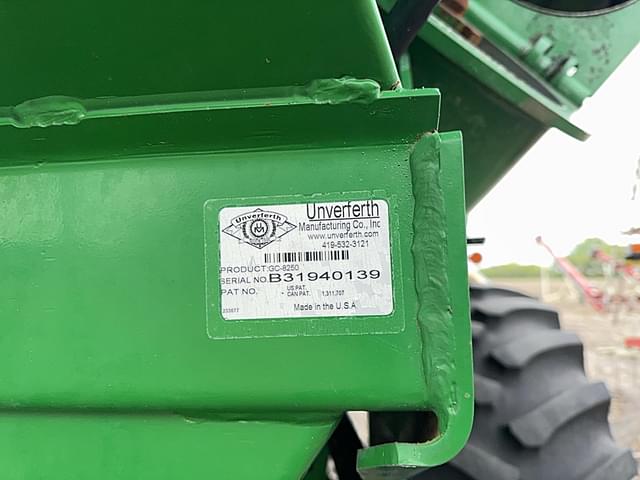 Unverferth
Manufacturing Co., Inc
www.unverferth.com
419-532-3121
Unverferth
PRODUCT:GC-8250
SERIAL NO.B31940139
US PAT.
PAT NO. * CAN PAT. 1,311,707
Made in the U.S.A